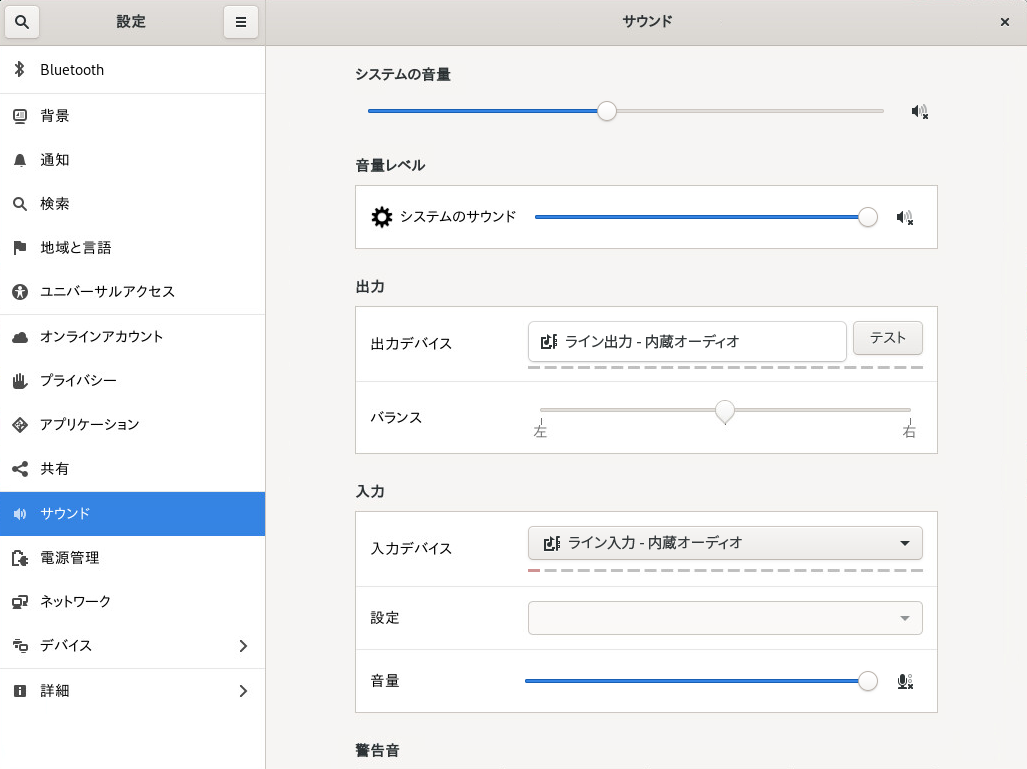 設定
サウンド
Bluetooth
背景
通知
検索
地域と言語
ユニバーサルアクセス
オンラインアカウント
プライバシー
アプリケーション
共有
サウンド
電源管理
ネットワーク
デバイス
詳細
システムの音量
音量レベル
システムのサウンド
出力
出力デバイス
ライン出力 - 内蔵オーディオ
テスト
バランス
左
右
入力
入力デバイス
ライン入力 - 内蔵オーディオ
設定
音量
警告音